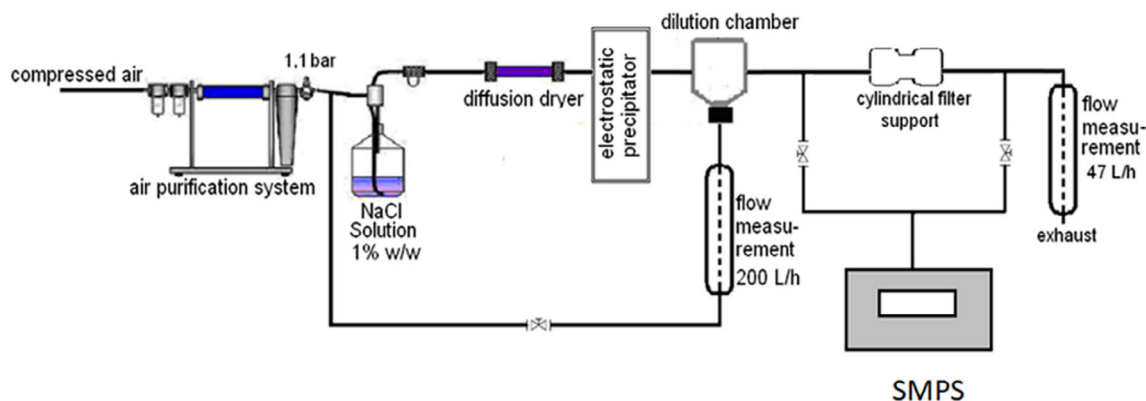 compressed air
1.1 bar
air purification system
NaCl
Solution
1% w/w
diffusion dryer
electrostatic
precipitator
dilution chamber
flow
measu-
rement
200 L/h
cylindrical filter
support
flow
measu-
rement
47 L/h
exhaust
SMPS